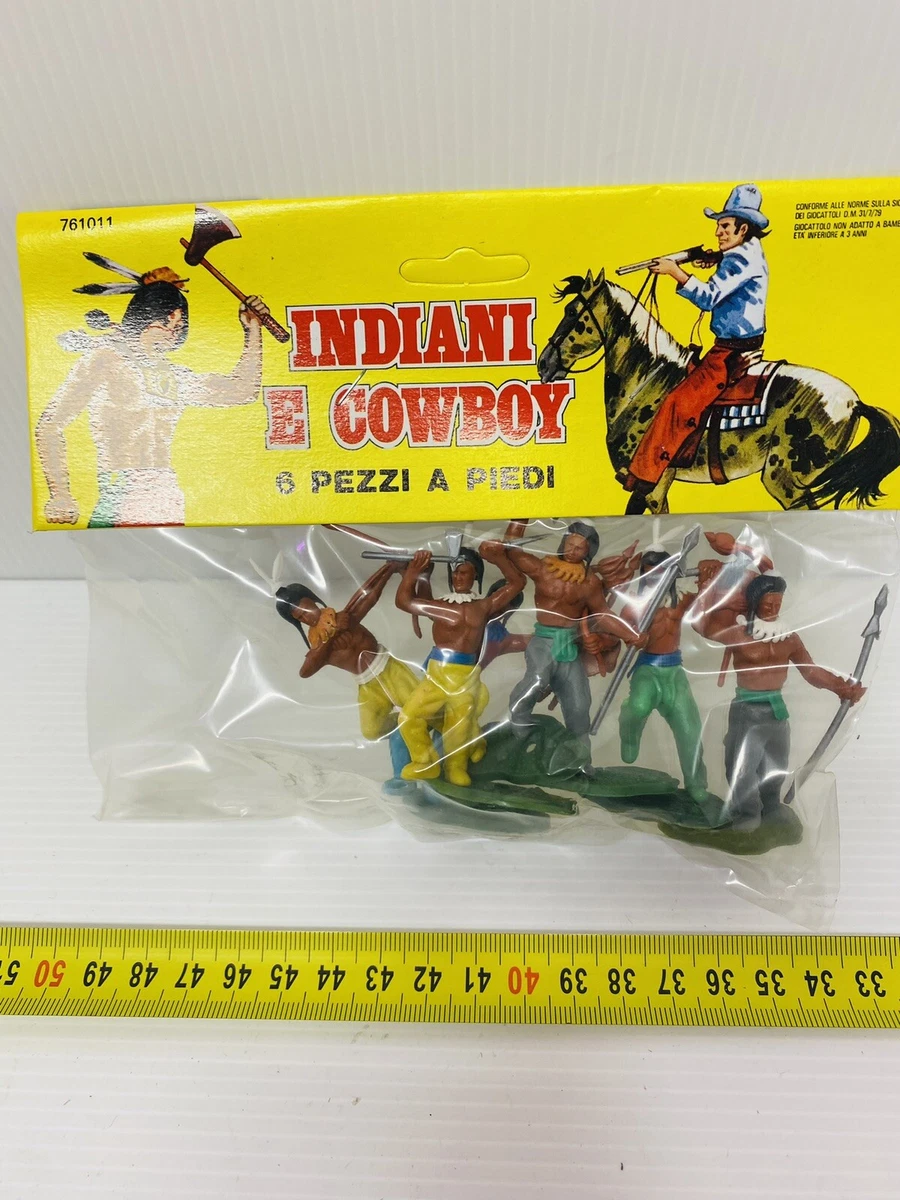 761011
INDIANI
E COWBOY
6 PEZZI A PIEDI
CONFORME ALLE NORME SULLA
DEI GIOCATTOLI D.M. 31/7/79
GIOCATTOLO NON ADATTO A
ETA' INFERIORE A 3 ANNI
50 49 48 47 46 45 44 43 42 41 40 39 38 37 36 35 34 33